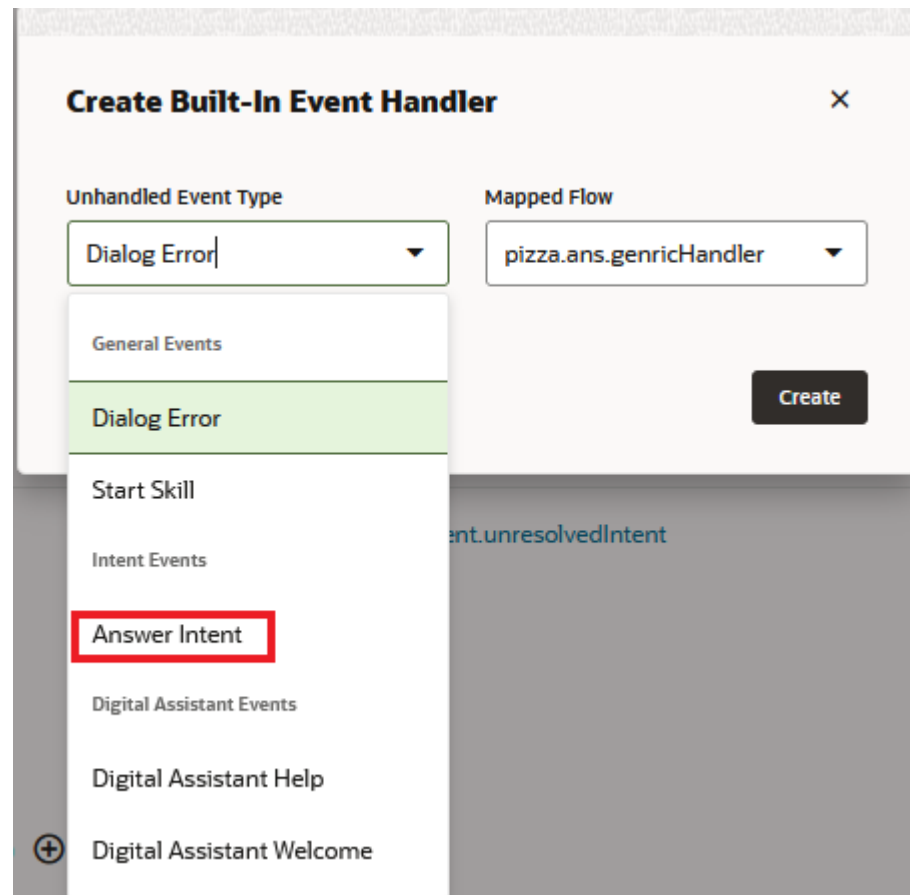 Create Built-In Event Handler
Unhandled Event Type
Mapped Flow
Dialog Error
pizza.ans.genricHandler
General Events
Dialog Error
Create
Start Skill
ent.unresolvedIntent
Intent Events
Answer Intent
Digital Assistant Events
Digital Assistant Help
Digital Assistant Welcome